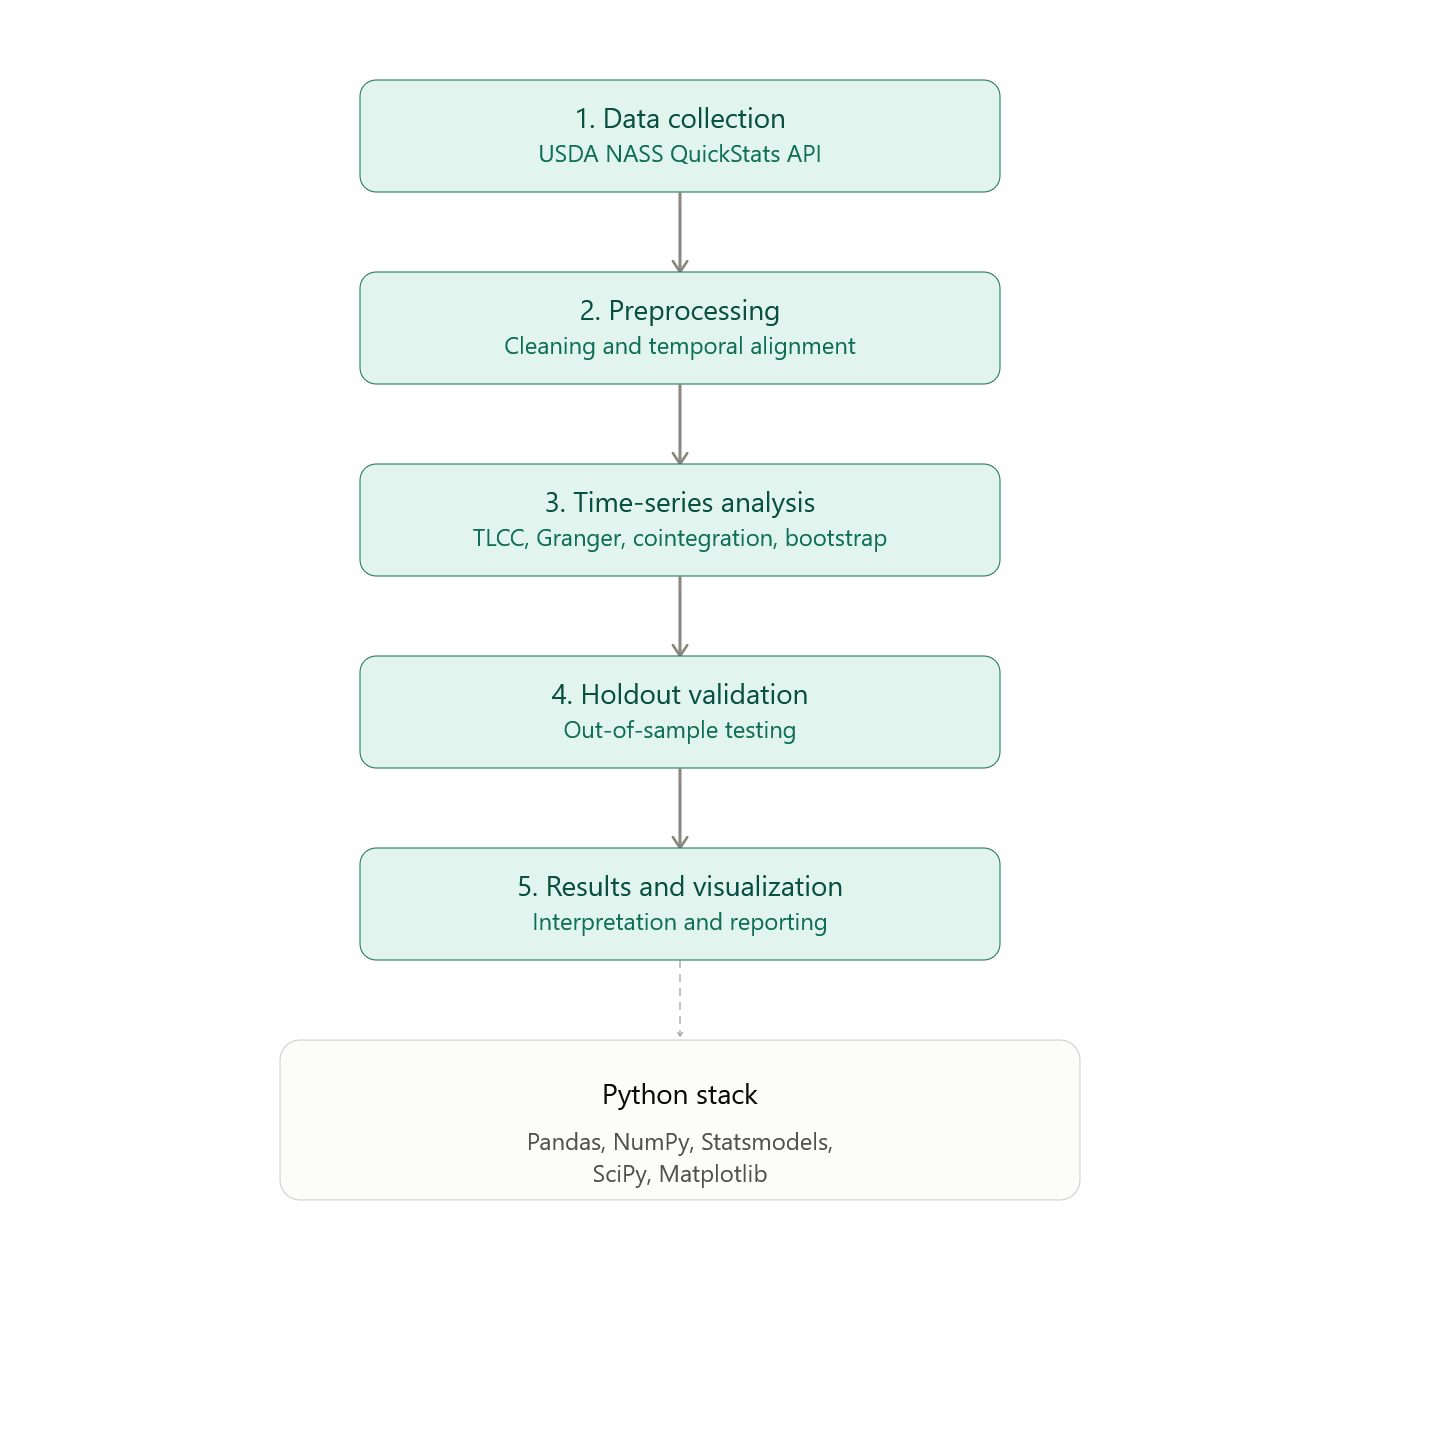 1. Data collection
USDA NASS QuickStats API
2. Preprocessing
Cleaning and temporal alignment
3. Time-series analysis
TLCC, Granger, cointegration, bootstrap
4. Holdout validation
Out-of-sample testing
5. Results and visualization
Interpretation and reporting
Python stack
Pandas, NumPy, Statsmodels,
SciPy, Matplotlib